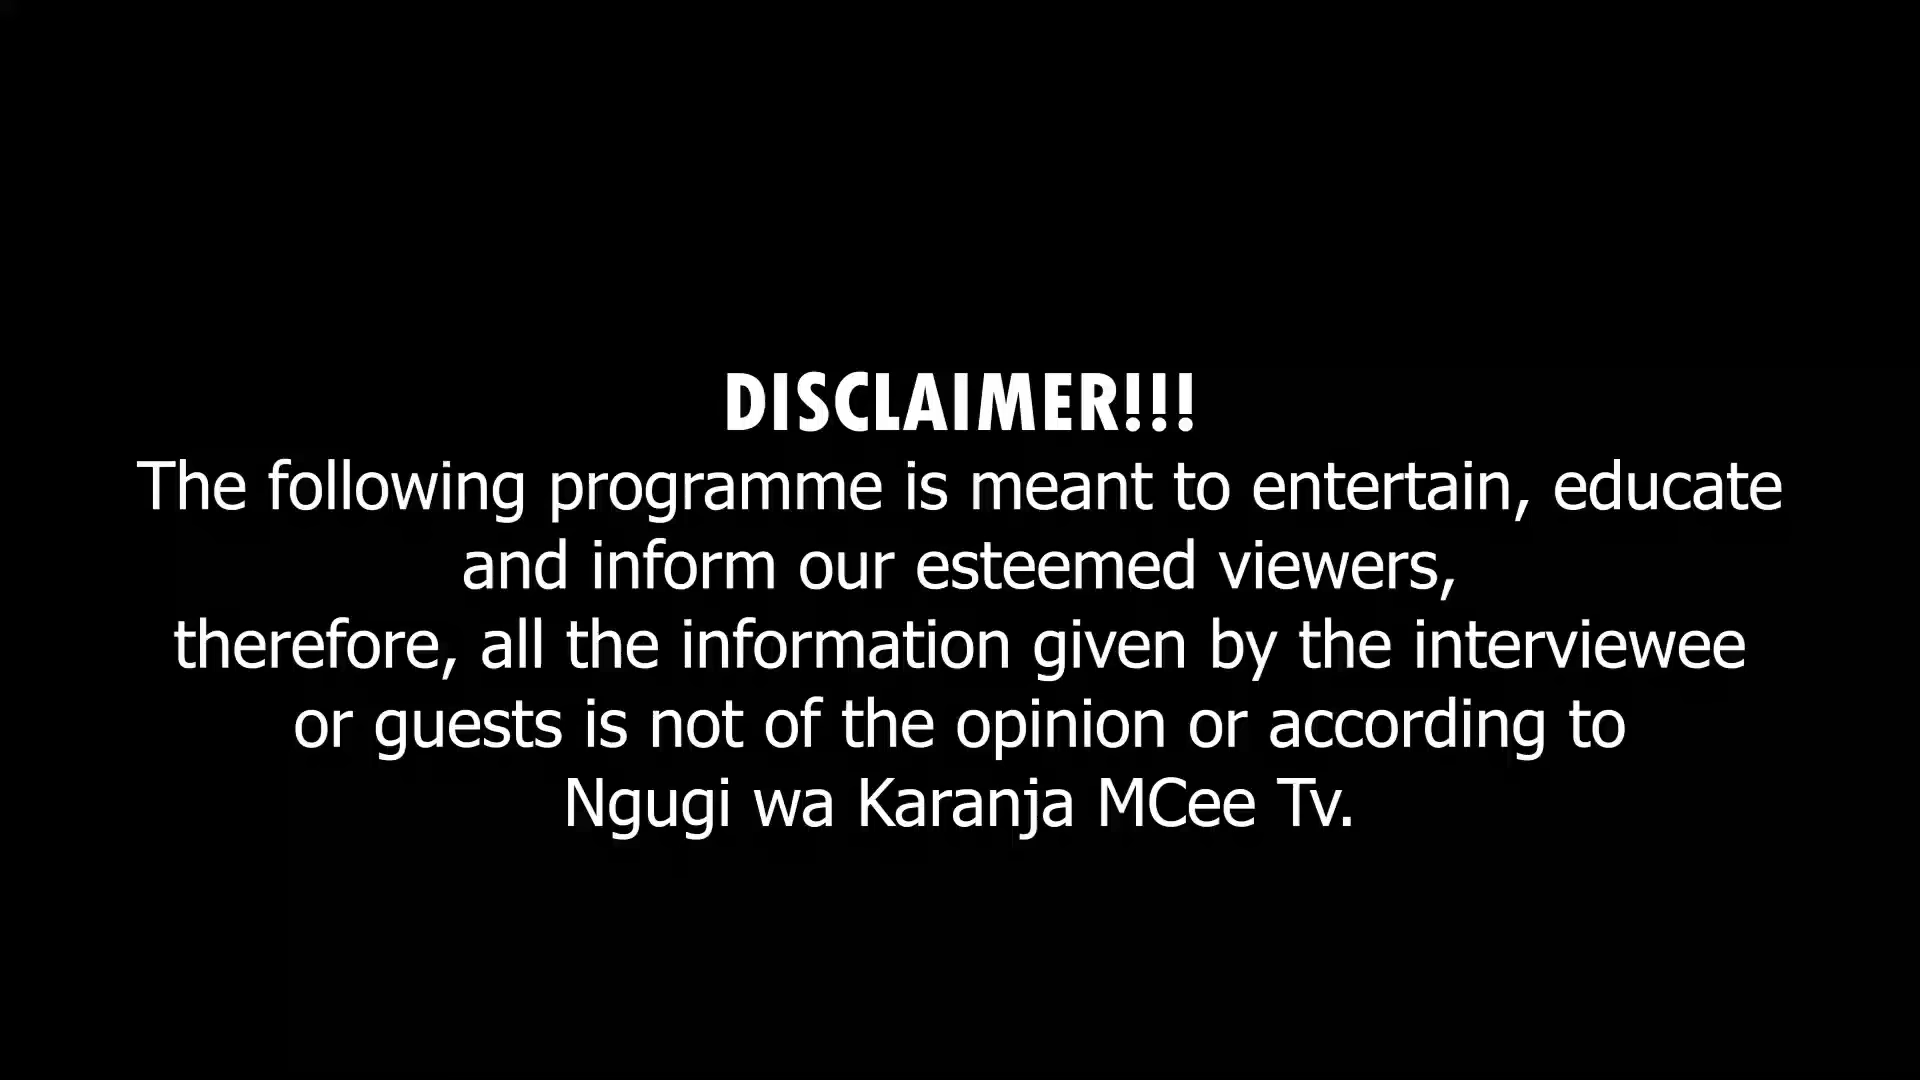 DISCLAIMER!!!
The following programme is meant to entertain, educate
and inform our esteemed viewers,
therefore, all the information given by the interviewee
or guests is not of the opinion or according to
Ngugi wa Karanja MCee Tv.